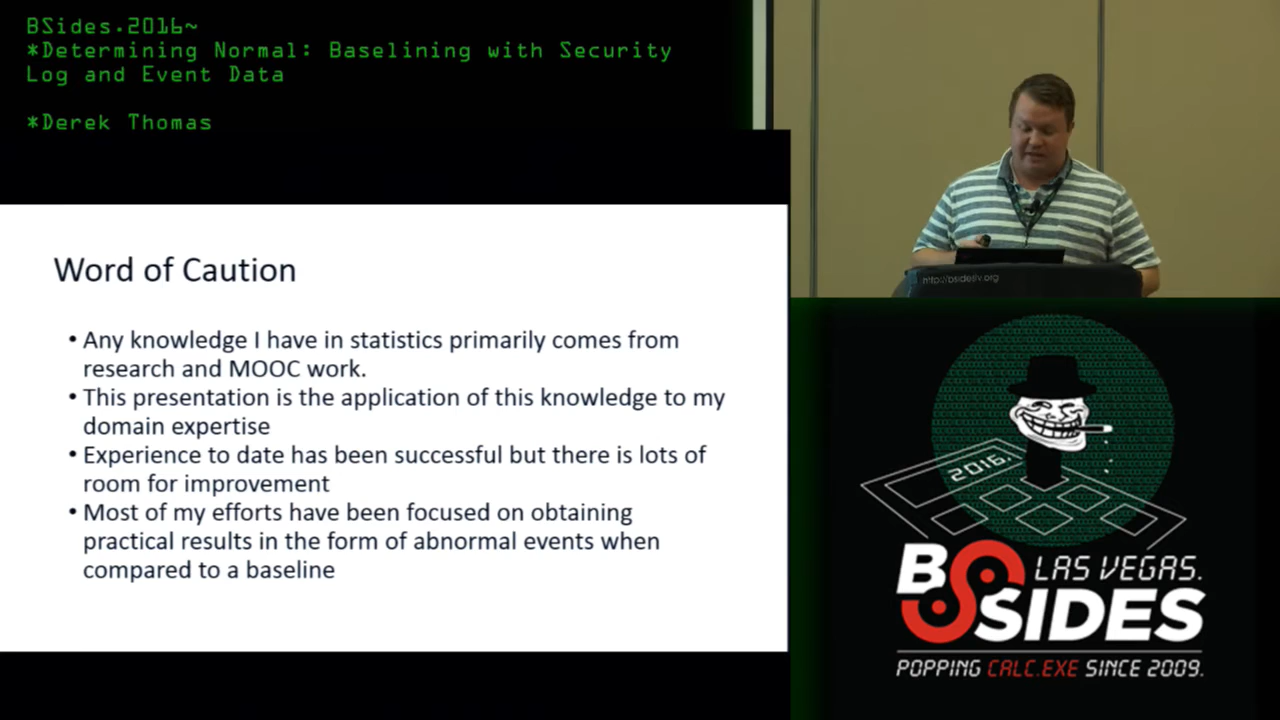 BSides.2016~
*Determining Normal: Baselining with Security
Log and Event Data
*Derek Thomas
Word of Caution
• Any knowledge I have in statistics primarily comes from
research and MOOC work.
• This presentation is the application of this knowledge to my
domain expertise
• Experience to date has been successful but there is lots of
room for improvement
• Most of my efforts have been focused on obtaining
practical results in the form of abnormal events when
compared to a baseline
http://bsideslv.org
2016.
BSIDES
LAS VEGAS.
POPPING CALC.EXE SINCE 2009.